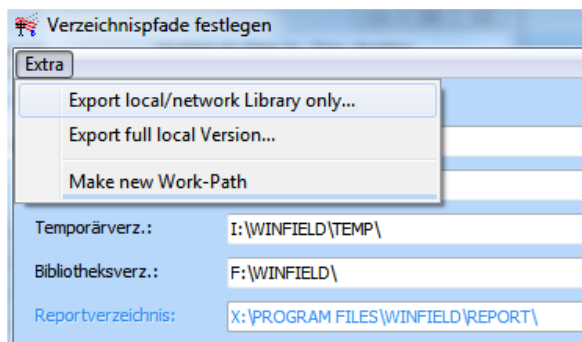 Verzeichnispfade festlegen
Extra
Export local/network Library only...
Export full local Version...
Make new Work-Path
Temporärverz.: I:\WINFIELD\TEMP\
Bibliotheksverz.: F:\WINFIELD\
Reportverzeichnis: X:\PROGRAM FILES\WINFIELD\REPORT\